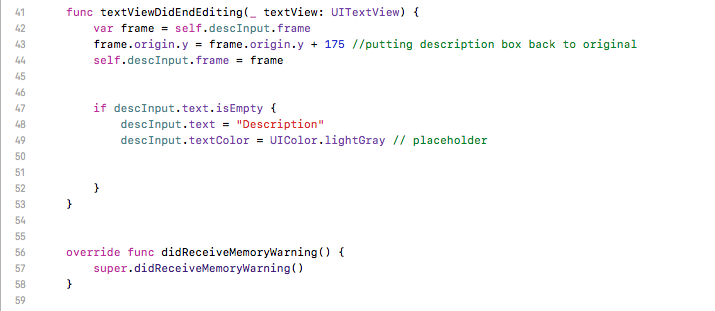 41 func textViewDidEndEditing(_ textView: UITextView) {
42 var frame = self.descInput.frame
43 frame.origin.y = frame.origin.y + 175 //putting description box back to original
44 self.descInput.frame = frame
45
46
47 if descInput.text.isEmpty {
48 descInput.text = "Description"
49 descInput.textColor = UIColor.lightGray // placeholder
50
51
52 }
53 }
54
55
56 override func didReceiveMemoryWarning() {
57 super.didReceiveMemoryWarning()
58 }
59